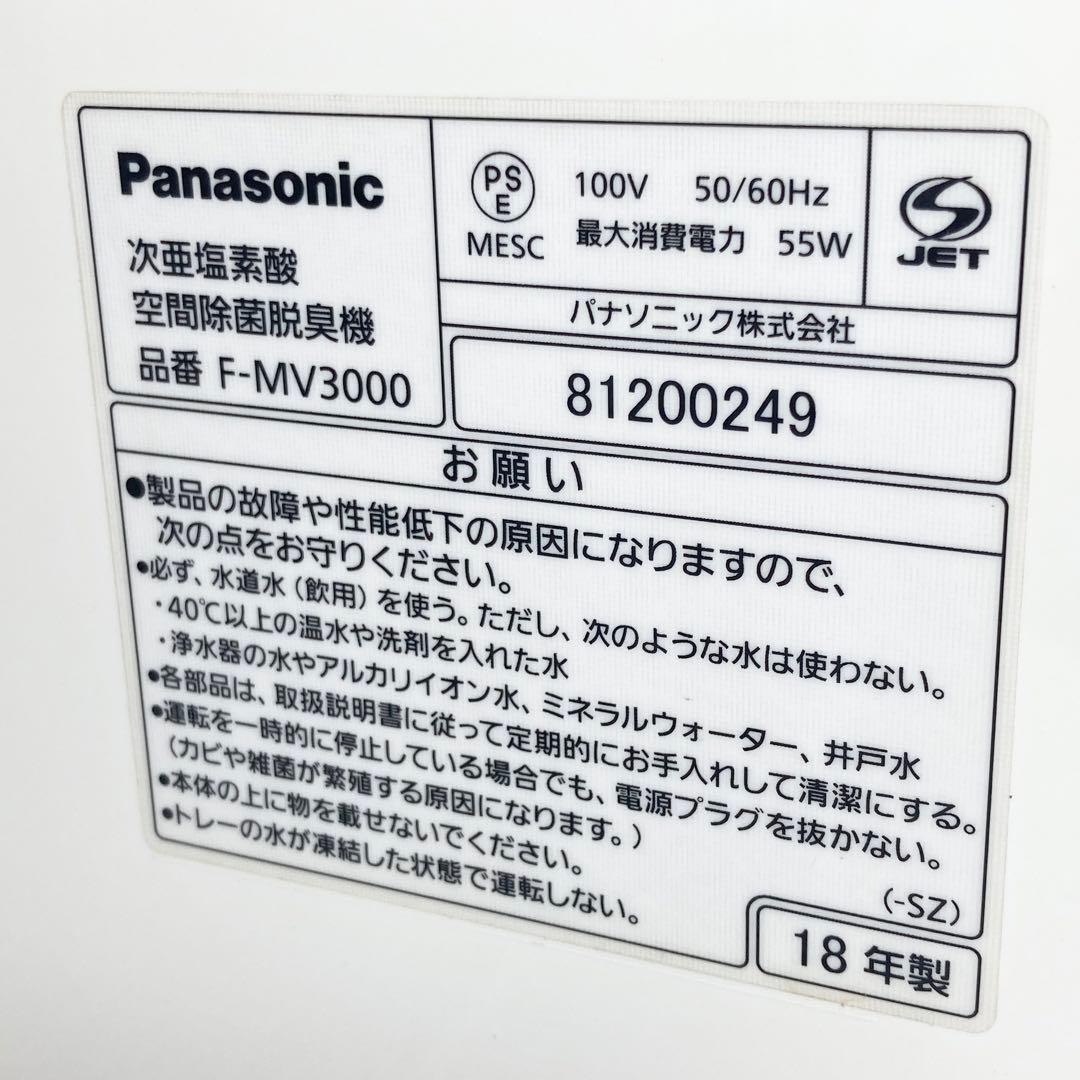 Panasonic
次亜塩素酸
空間除菌脱臭機
品番 F-MV3000
PSE
MESC
100V 50/60Hz
最大消費電力 55W
JET
パナソニック株式会社
81200249
お願い
●製品の故障や性能低下の原因になりますので、
次の点をお守りください。
●必ず、水道水(飲用)を使う。ただし、次のような水は使わない。
・40℃以上の温水や洗剤を入れた水
・浄水器の水やアルカリイオン水、ミネラルウォーター、井戸水
●各部品は、取扱説明書に従って定期的にお手入れして清潔にする。
●運転を一時的に停止している場合でも、電源プラグを抜かない。
(カビや雑菌が繁殖する原因になります。)
●本体の上に物を載せないでください。
●トレーの水が凍結した状態で運転しない。
(-SZ)
18年製